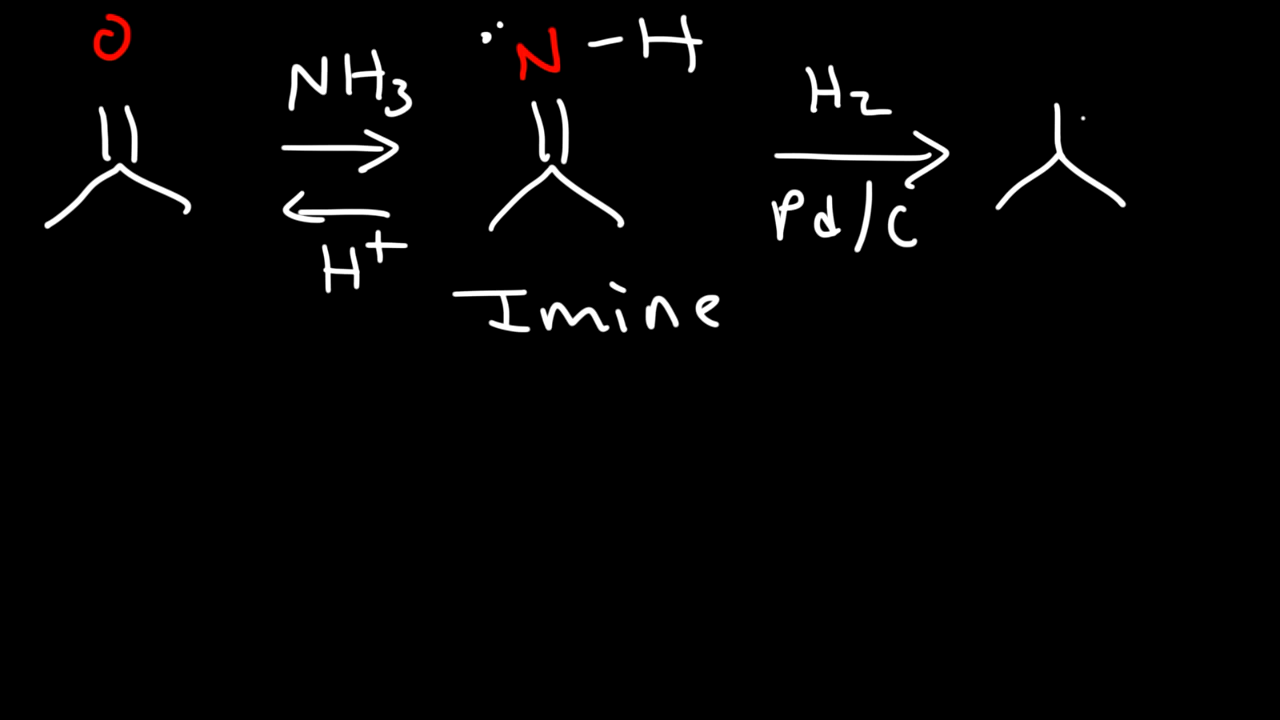 O
NH3
H+
:N-H
Imine
H2
Pd/C